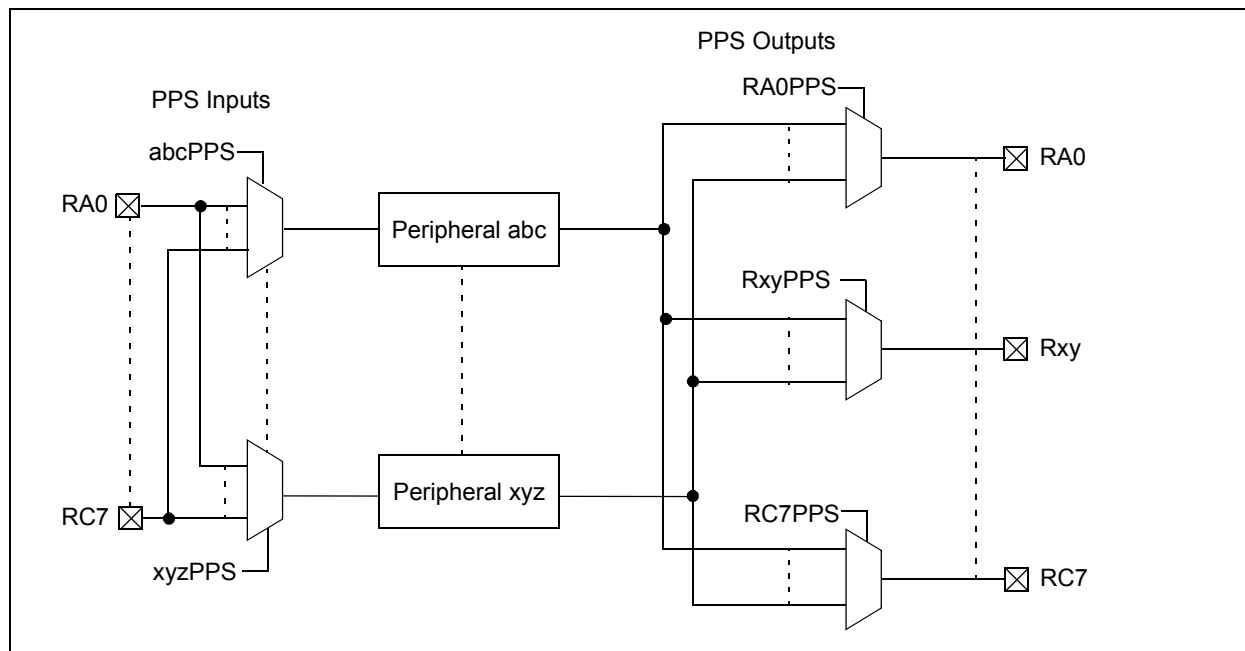 PPS Inputs
abcPPS
RA0
RC7
xyzPPS
Peripheral abc
Peripheral xyz
PPS Outputs
RA0PPS
RA0
RxyPPS
Rxy
RC7PPS
RC7